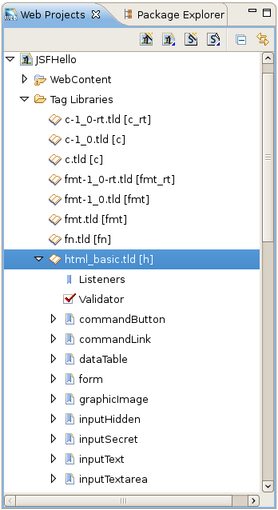 Web Projects
Package Explorer
JSFHello
WebContent
Tag Libraries
c-1_0-rt.tld [c_rt]
c-1_0.tld [c]
c.tld [c]
fmt-1_0-rt.tld [fmt_rt]
fmt-1_0.tld [fmt]
fmt.tld [fmt]
fn.tld [fn]
html_basic.tld [h]
Listeners
Validator
commandButton
commandLink
dataTable
form
graphicImage
inputHidden
inputSecret
inputText
inputTextarea